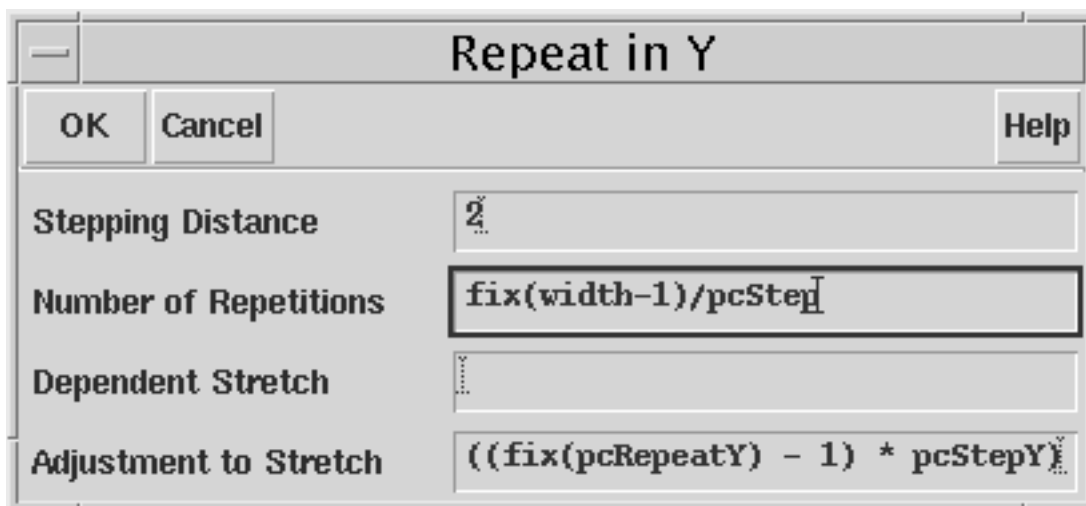 Repeat in Y
OK Cancel Help
Stepping Distance 2
Number of Repetitions fix(width-1)/pcStep
Dependent Stretch
Adjustment to Stretch ((fix(pcRepeatY) - 1) * pcStepY)